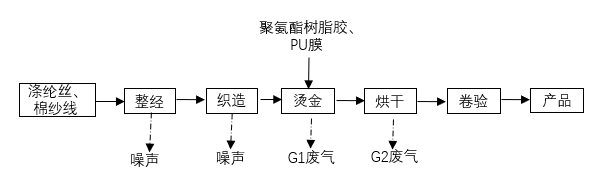 聚氨酯树脂胶、
PU膜
涤纶丝、
棉纱线
整经
织造
烫金
烘干
卷验
产品
噪声
噪声
G1废气
G2废气